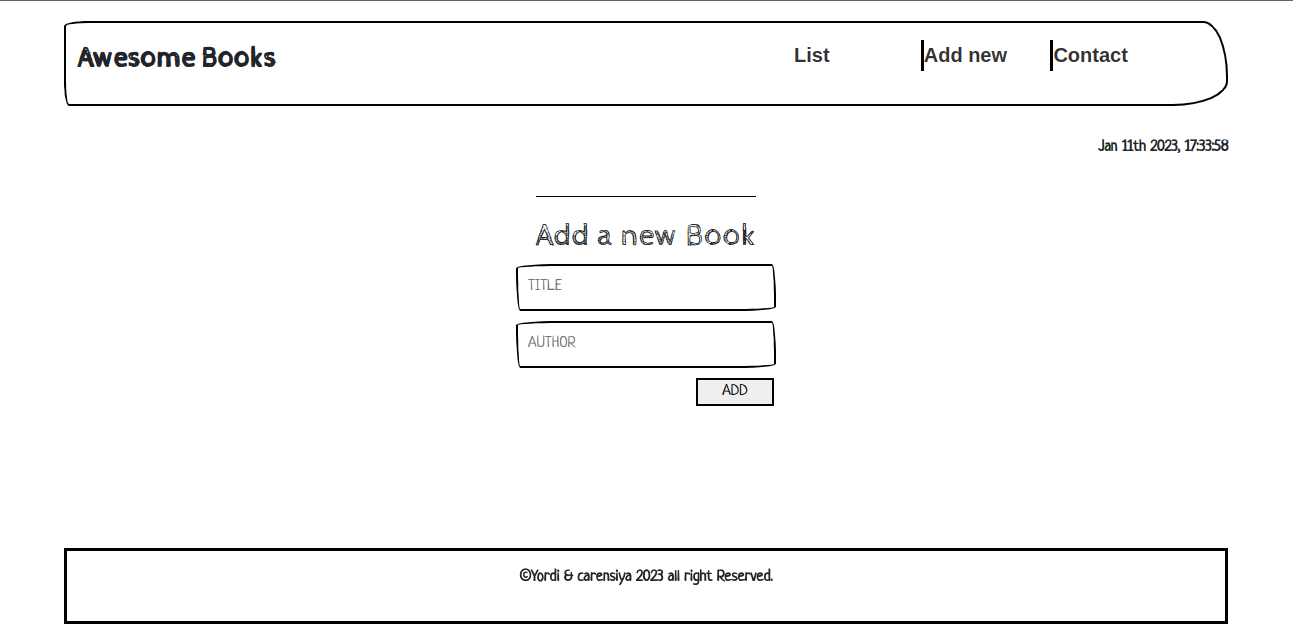 Awesome Books
List
Add new
Contact
Jan 11th 2023, 17:33:58
Add a new Book
TITLE
AUTHOR
ADD
©Yordi & carensiya 2023 all right Reserved.